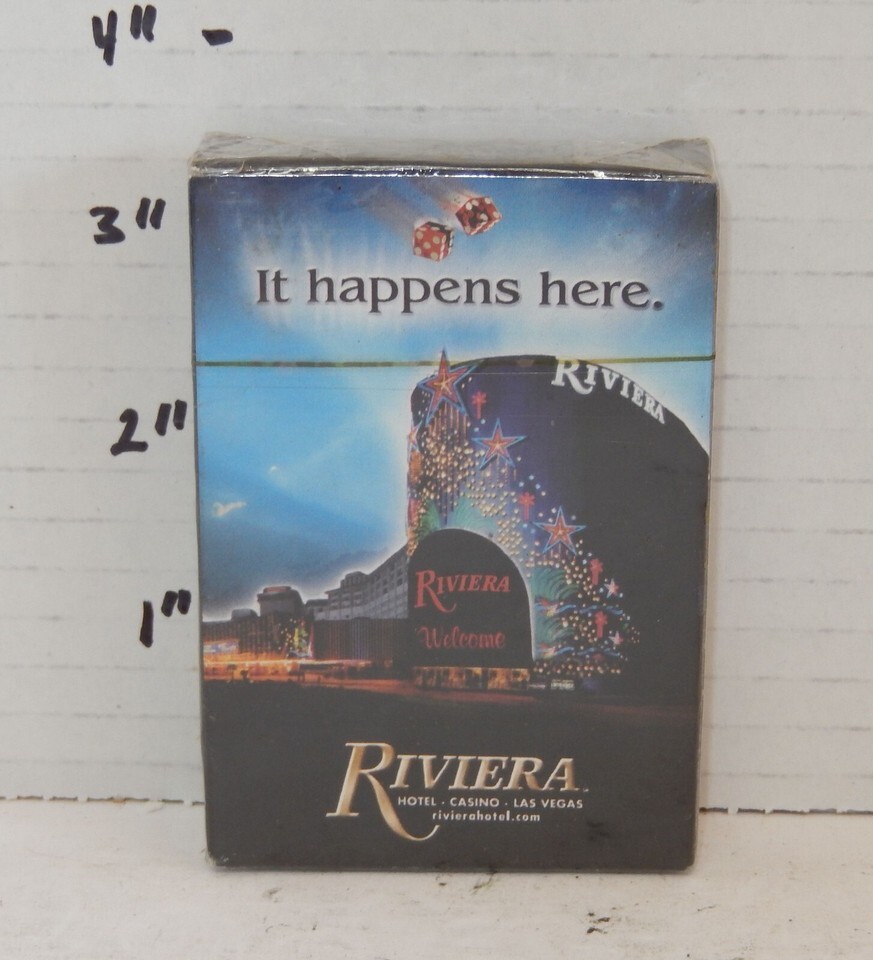 4" -
3"
It happens here.
RIVIERA
2"
1"
RIVIERA
Welcome
RIVIERA
HOTEL · CASINO · LAS VEGAS
rivierahotel.com